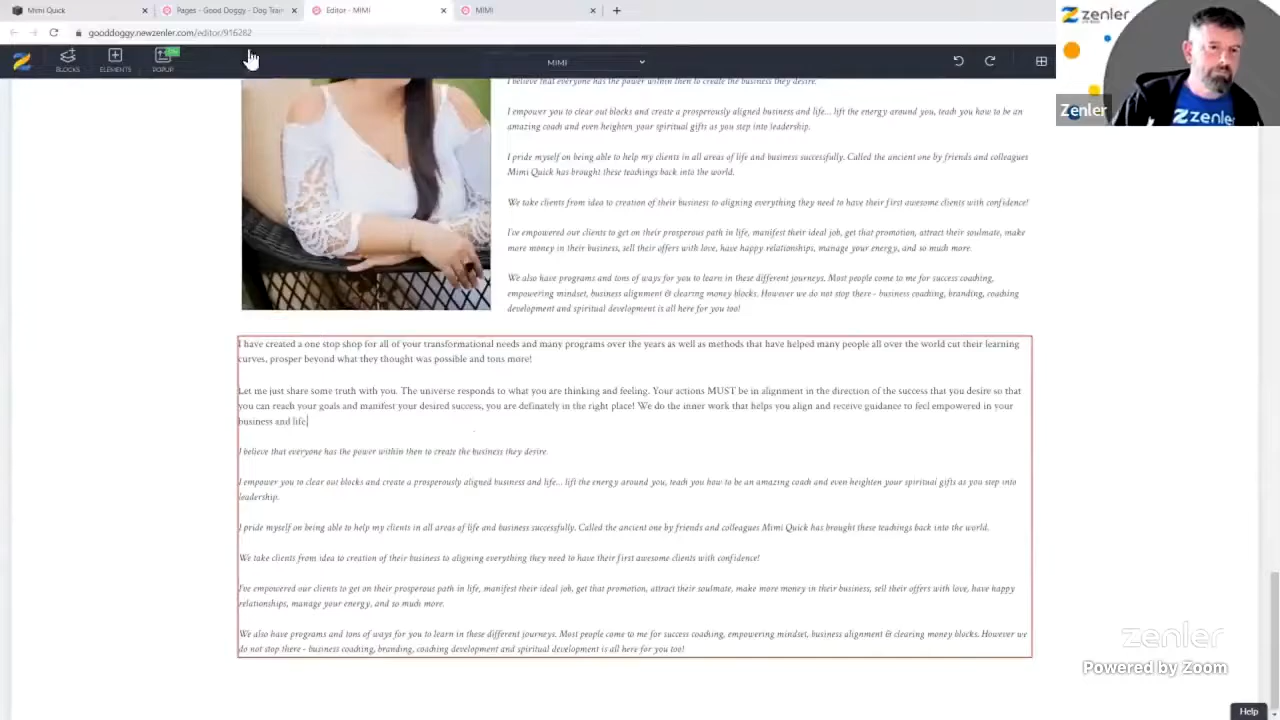 Mimi Quick
Pages - Good Doggy - Dog Train
Editor - MIMI
MIMI
gooddoggy.newzenler.com/editor/916282
zenler
BLOCKS
ELEMENTS
POPUP
MIMI
Zenler
Zenler
I believe that everyone has the power within then to create the business they desire.
I empower you to clear out blocks and create a prosperously aligned business and life... lift the energy around you, teach you how to be an
amazing coach and even heighten your spiritual gifts as you step into leadership.
I pride myself on being able to help my clients in all areas of life and business successfully. Called the ancient one by friends and colleagues
Mimi Quick has brought these teachings back into the world.
We take clients from idea to creation of their business to aligning everything they need to have their first awesome clients with confidence!
I've empowered our clients to get on their prosperous path in life, manifest their ideal job, get that promotion, attract their soulmate, make
more money in their business, sell their offers with love, have happy relationships, manage your energy, and so much more.
We also have programs and tons of ways for you to learn in these different journeys. Most people come to me for success coaching,
empowering mindset, business alignment & clearing money blocks. However we do not stop there - business coaching, branding, coaching
development and spiritual development is all here for you too!
I have created a one stop shop for all of your transformational needs and many programs over the years as well as methods that have helped many people all over the world cut their learning
curves, prosper beyond what they thought was possible and tons more!
Let me just share some truth with you. The universe responds to what you are thinking and feeling. Your actions MUST be in alignment in the direction of the success that you desire so that
you can reach your goals and manifest your desired success, you are definately in the right place! We do the inner work that helps you align and receive guidance to feel empowered in your
business and life
I believe that everyone has the power within then to create the business they desire.
I empower you to clear out blocks and create a prosperously aligned business and life... lift the energy around you, teach you how to be an amazing coach and even heighten your spiritual gifts as you step into
leadership.
I pride myself on being able to help my clients in all areas of life and business successfully. Called the ancient one by friends and colleagues Mimi Quick has brought these teachings back into the world.
We take clients from idea to creation of their business to aligning everything they need to have their first awesome clients with confidence!
I've empowered our clients to get on their prosperous path in life, manifest their ideal job, get that promotion, attract their soulmate, make more money in their business, sell their offers with love, have happy
relationships, manage your energy, and so much more.
We also have programs and tons of ways for you to learn in these different journeys. Most people come to me for success coaching, empowering mindset, business alignment & clearing money blocks. However we
do not stop there - business coaching, branding, coaching development and spiritual development is all here for you too!
zenler
Powered by Zoom
Help